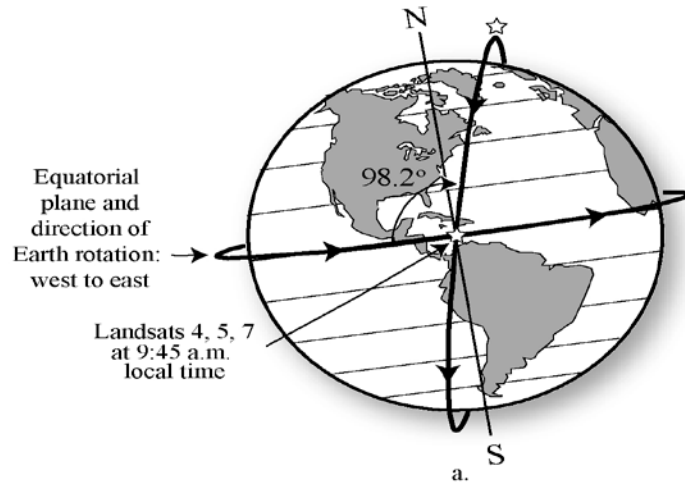 N
98.2°
Equatorial
plane and
direction of
Earth rotation:
west to east
Landsats 4, 5, 7
at 9:45 a.m.
local time
S
a.